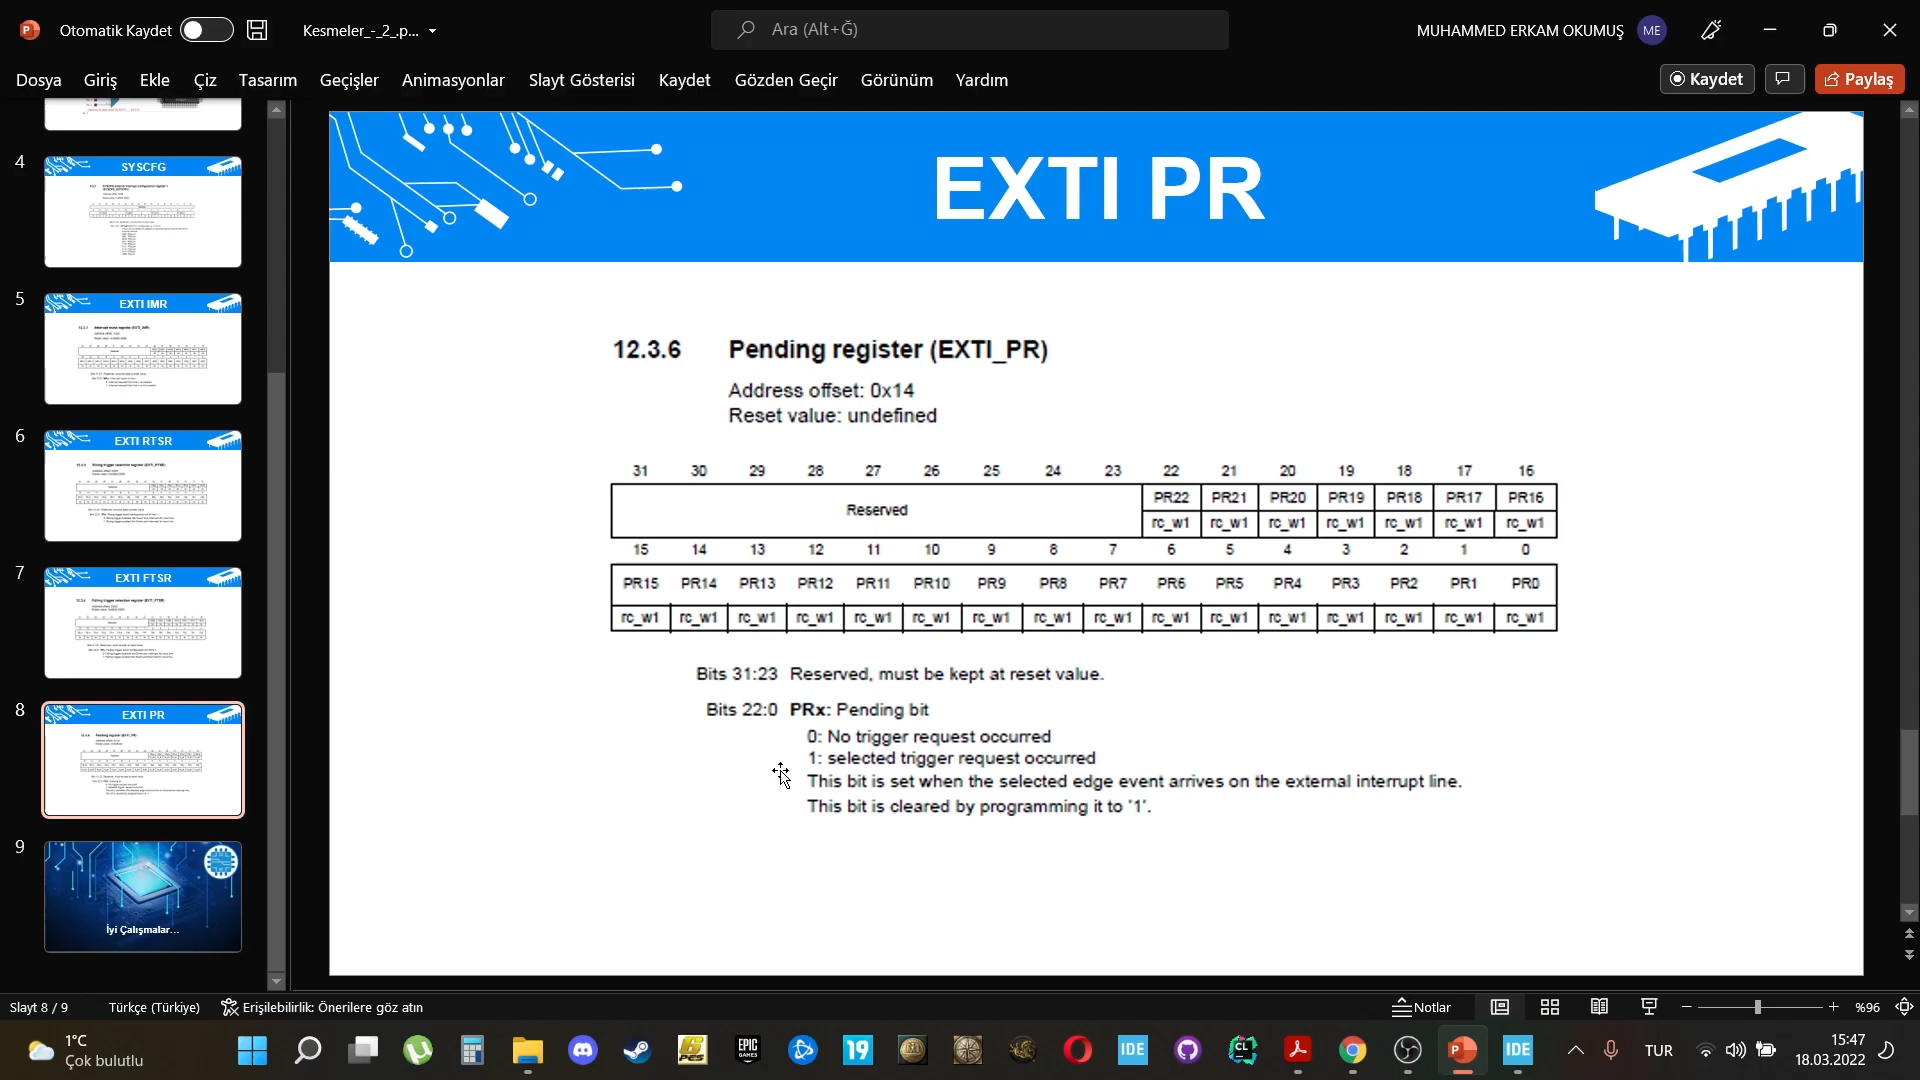 Otomatik Kaydet
Kesmeler_-_2_.p...
Ara (Alt+Ğ)
MUHAMMED ERKAM OKUMUŞ
ME
Dosya Giriş Ekle Çiz Tasarım Geçişler Animasyonlar Slayt Gösterisi Kaydet Gözden Geçir Görünüm Yardım
Kaydet
Paylaş
4
SYSCFG
5
EXTI IMR
6
EXTI RTSR
7
EXTI FTSR
8
EXTI PR
9
İyi Çalışmalar...
EXTI PR
12.3.6 Pending register (EXTI_PR)
Address offset: 0x14
Reset value: undefined
31 30 29 28 27 26 25 24 23 22 21 20 19 18 17 16
Reserved PR22 PR21 PR20 PR19 PR18 PR17 PR16
rc_w1 rc_w1 rc_w1 rc_w1 rc_w1 rc_w1 rc_w1
15 14 13 12 11 10 9 8 7 6 5 4 3 2 1 0
PR15 PR14 PR13 PR12 PR11 PR10 PR9 PR8 PR7 PR6 PR5 PR4 PR3 PR2 PR1 PR0
rc_w1 rc_w1 rc_w1 rc_w1 rc_w1 rc_w1 rc_w1 rc_w1 rc_w1 rc_w1 rc_w1 rc_w1 rc_w1 rc_w1 rc_w1 rc_w1
Bits 31:23 Reserved, must be kept at reset value.
Bits 22:0 PRx: Pending bit
0: No trigger request occurred
1: selected trigger request occurred
This bit is set when the selected edge event arrives on the external interrupt line.
This bit is cleared by programming it to '1'.
Slayt 8 / 9
Türkçe (Türkiye)
Erişilebilirlik: Önerilere göz atın
Notlar
%96
1°C
Çok bulutlu
6
PES
EPIC
GAMES
19
IDE
CL
P
IDE
TUR
15:47
18.03.2022